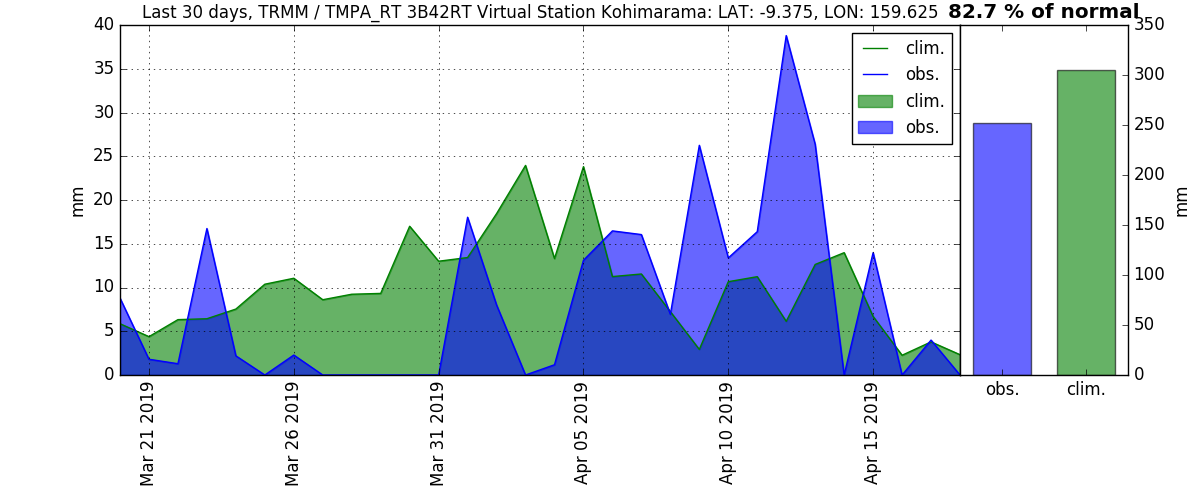 Last 30 days, TRMM / TMPA_RT 3B42RT Virtual Station Kohimarama: LAT: -9.375, LON: 159.625 82.7 % of normal
40
35
30
25
20
15
10
5
0
mm
clim.
obs.
clim.
obs.
350
300
250
200
150
100
50
0
mm
Mar 21 2019
Mar 26 2019
Mar 31 2019
Apr 05 2019
Apr 10 2019
Apr 15 2019
obs.
clim.